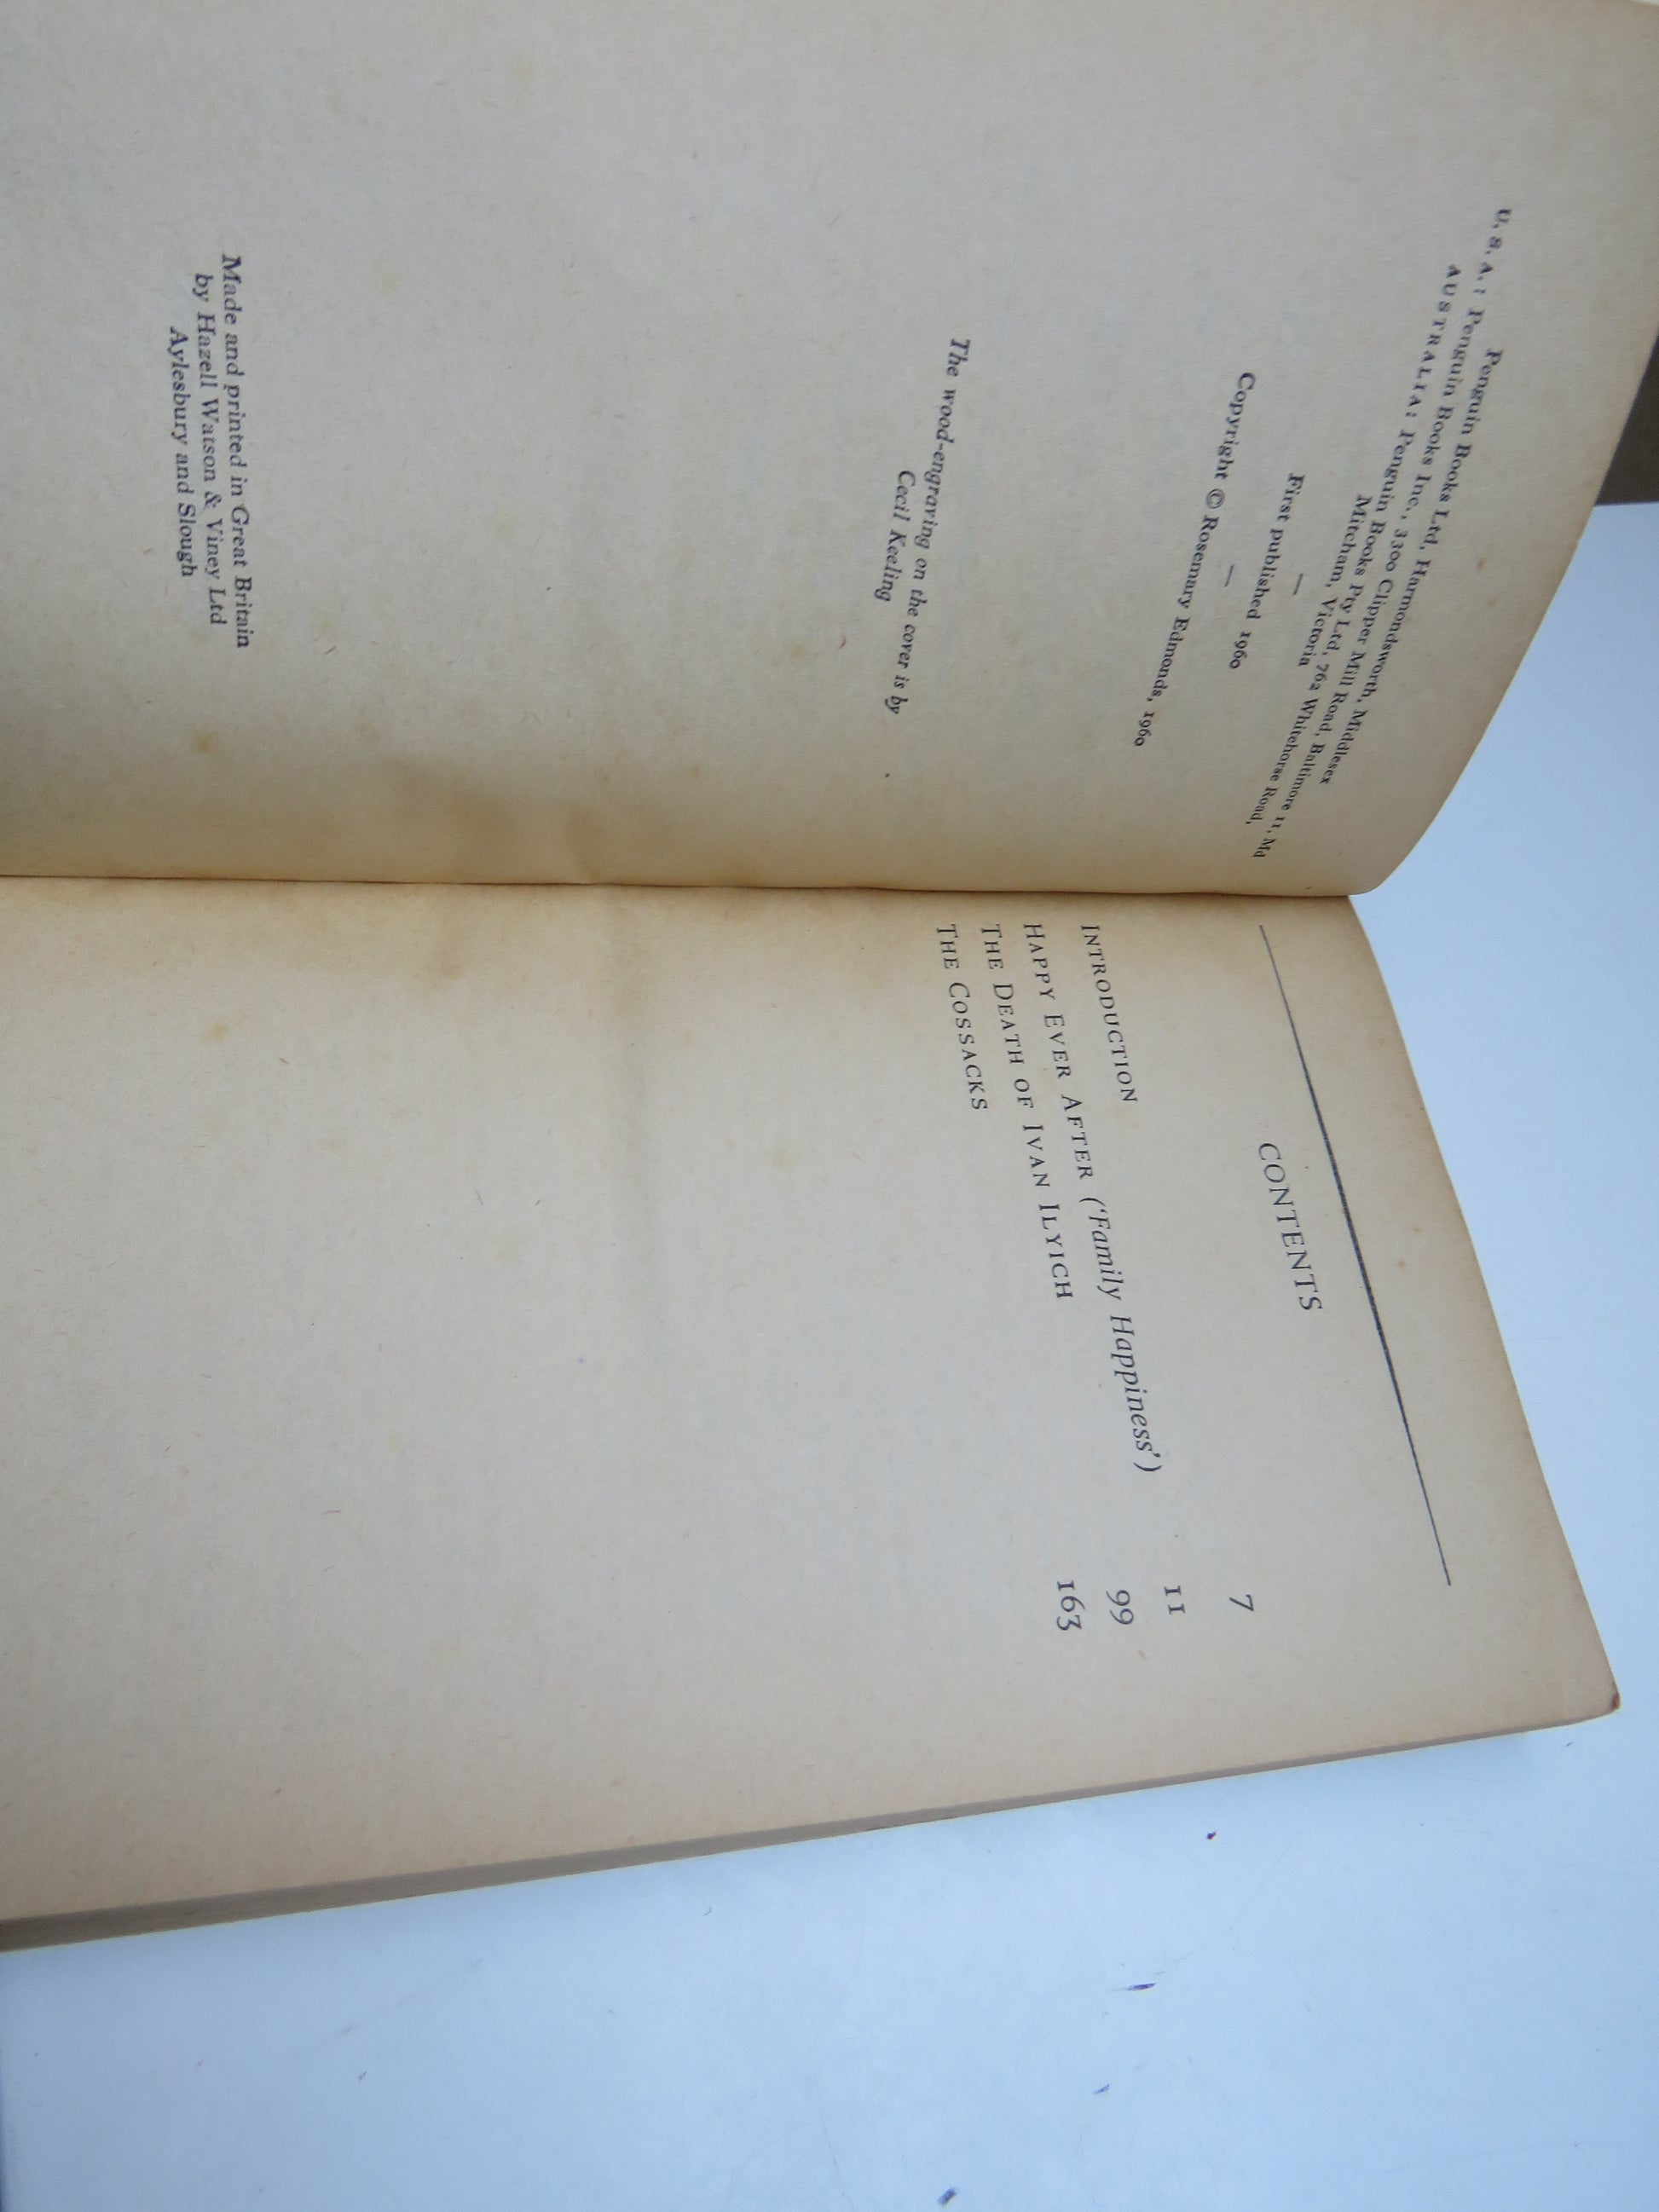 Penguin Books Ltd, Harmondsworth, Middlesex
U.S.A.: Penguin Books Inc., 3300 Clipper Mill Road, Baltimore 11, Md
AUSTRALIA: Penguin Books Pty Ltd, 762 Whitehorse Road,
Mitcham, Victoria
—
First published 1960
—
Copyright © Rosemary Edmonds, 1960
The wood-engraving on the cover is by
Cecil Keeling
Made and printed in Great Britain
by Hazell Watson & Viney Ltd
Aylesbury and Slough
CONTENTS
INTRODUCTION 7
HAPPY EVER AFTER ('Family Happiness') 11
THE DEATH OF IVAN ILYICH 99
THE COSSACKS 163